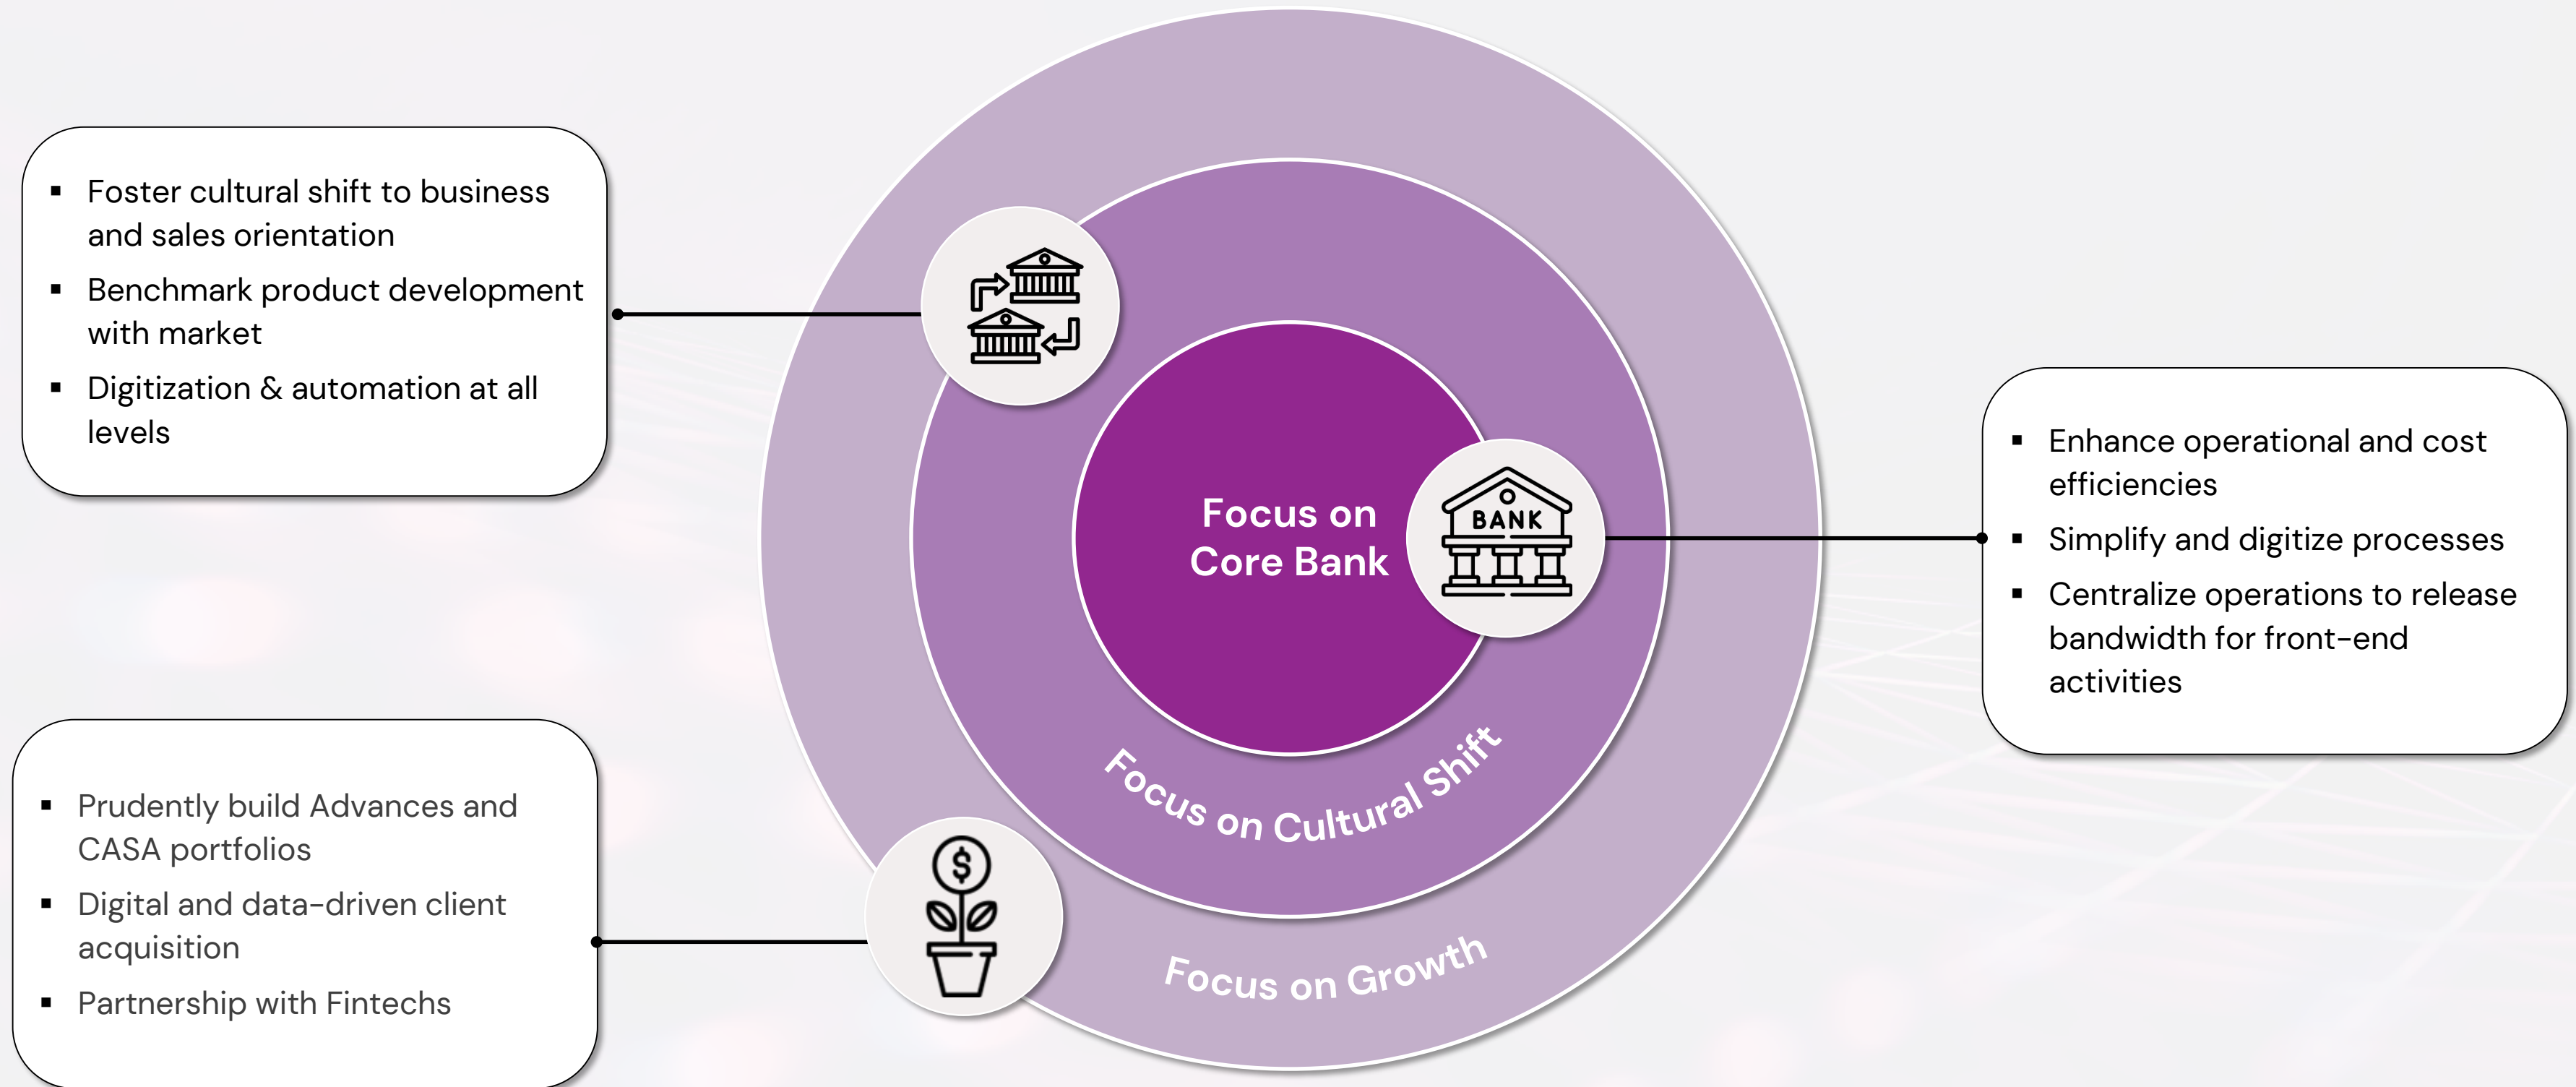 ▪ Foster cultural shift to business
and sales orientation
▪ Benchmark product development
with market
▪ Digitization & automation at all
levels
▪ Prudently build Advances and
CASA portfolios
▪ Digital and data-driven client
acquisition
▪ Partnership with Fintechs
Focus on
Core Bank
BANK
Focus on Cultural Shift
Focus on Growth
$
▪ Enhance operational and cost
efficiencies
▪ Simplify and digitize processes
▪ Centralize operations to release
bandwidth for front-end
activities